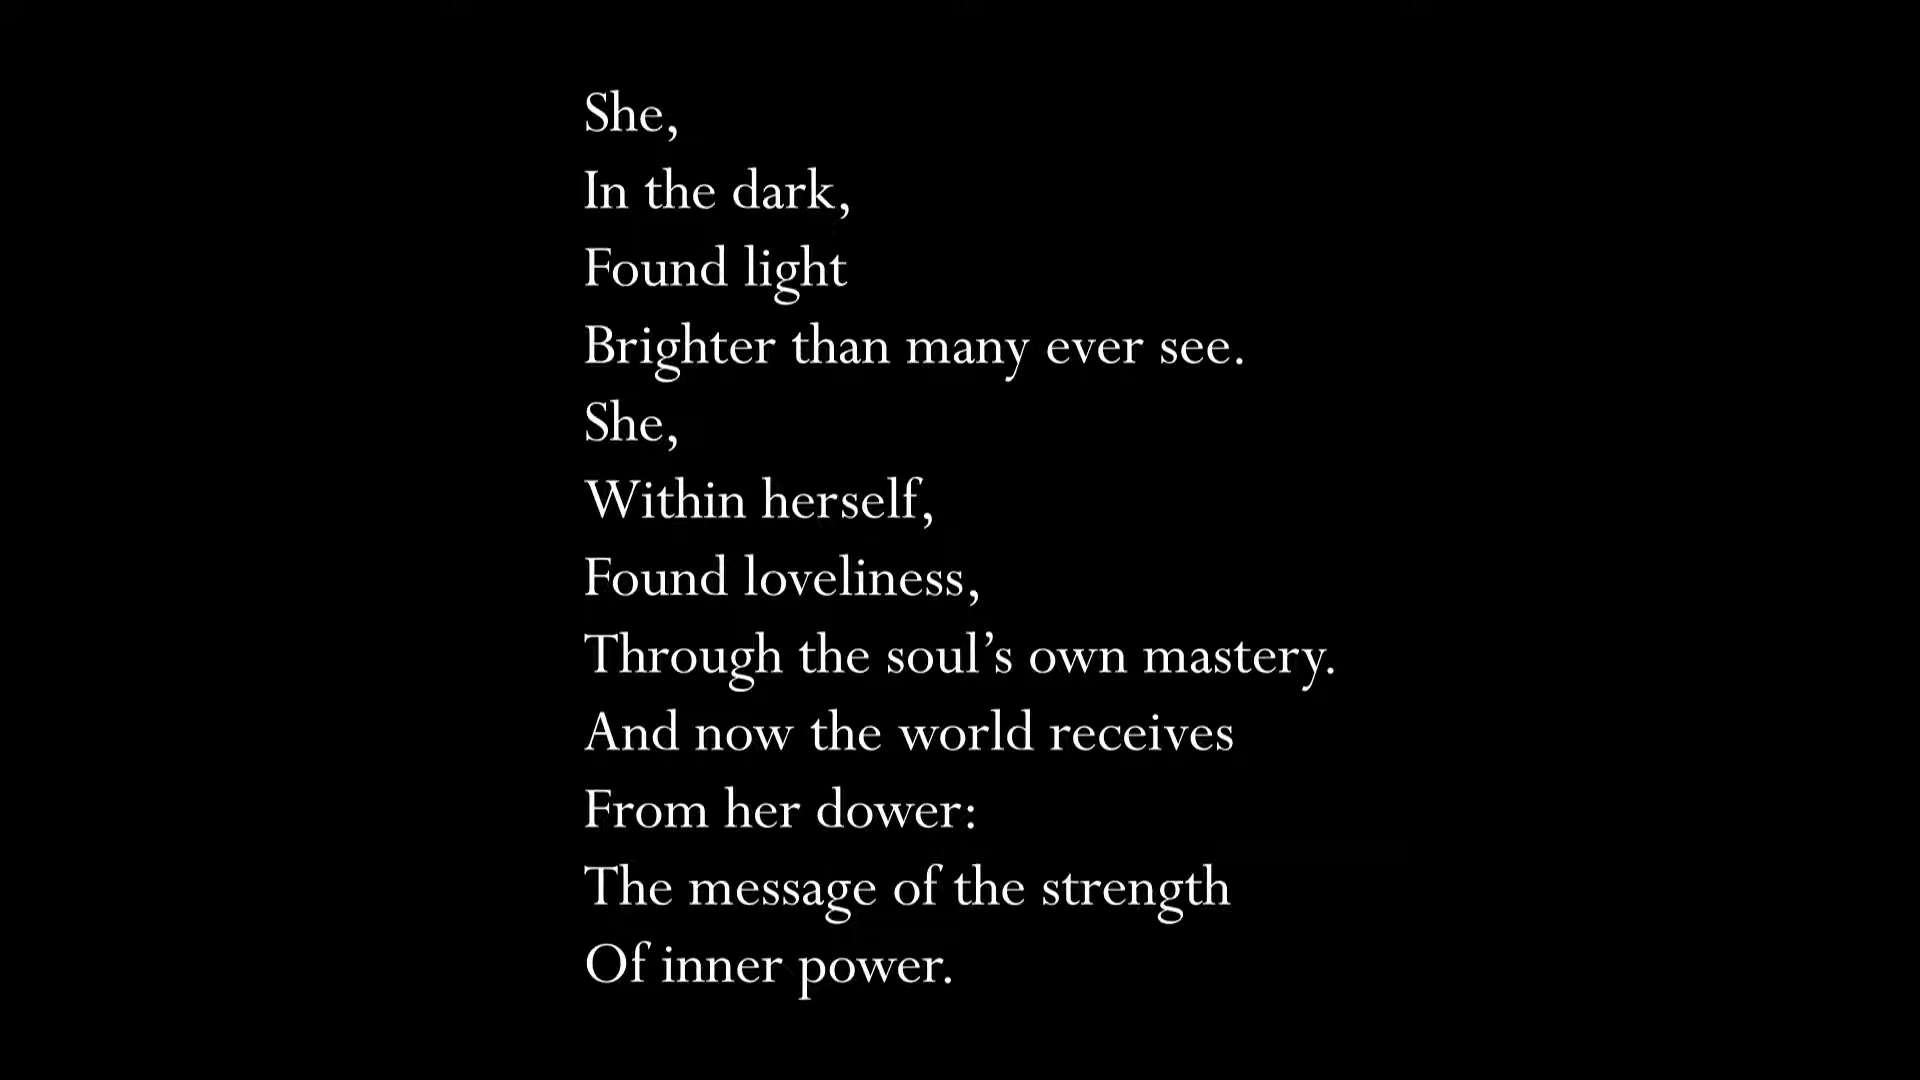 She,
In the dark,
Found light
Brighter than many ever see.
She,
Within herself,
Found loveliness,
Through the soul’s own mastery.
And now the world receives
From her dower:
The message of the strength
Of inner power.